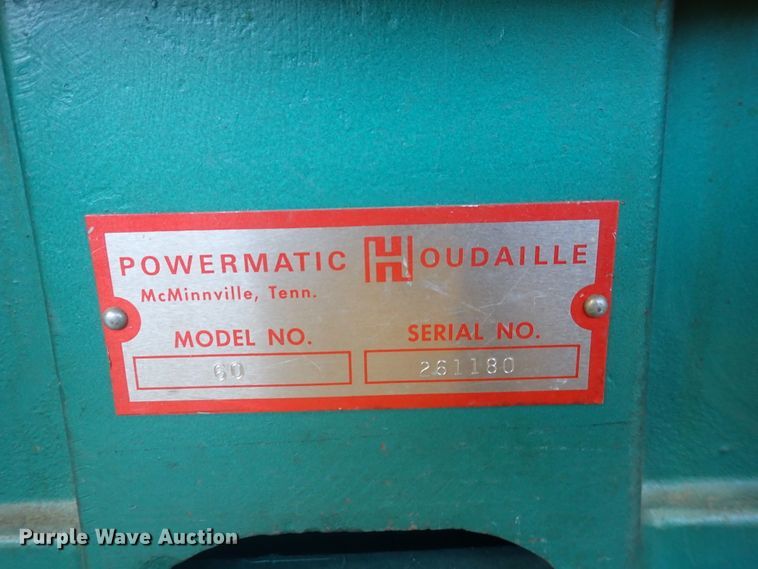 POWERMATIC HOUDAILLE
McMinnville, Tenn.
MODEL NO. SERIAL NO.
60 261180
Purple Wave Auction